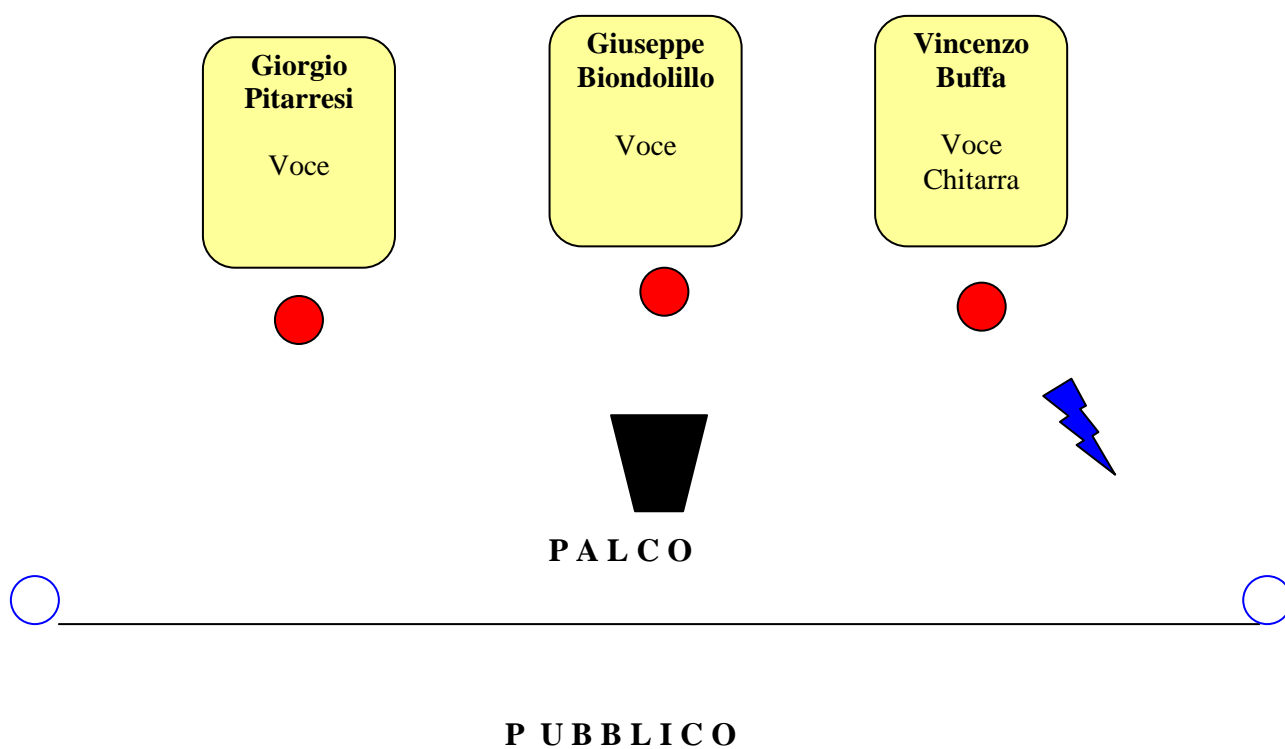 Giorgio
Pitarresi
Voce
Giuseppe
Biondolillo
Voce
Vincenzo
Buffa
Voce
Chitarra
P A L C O
P U B B L I C O